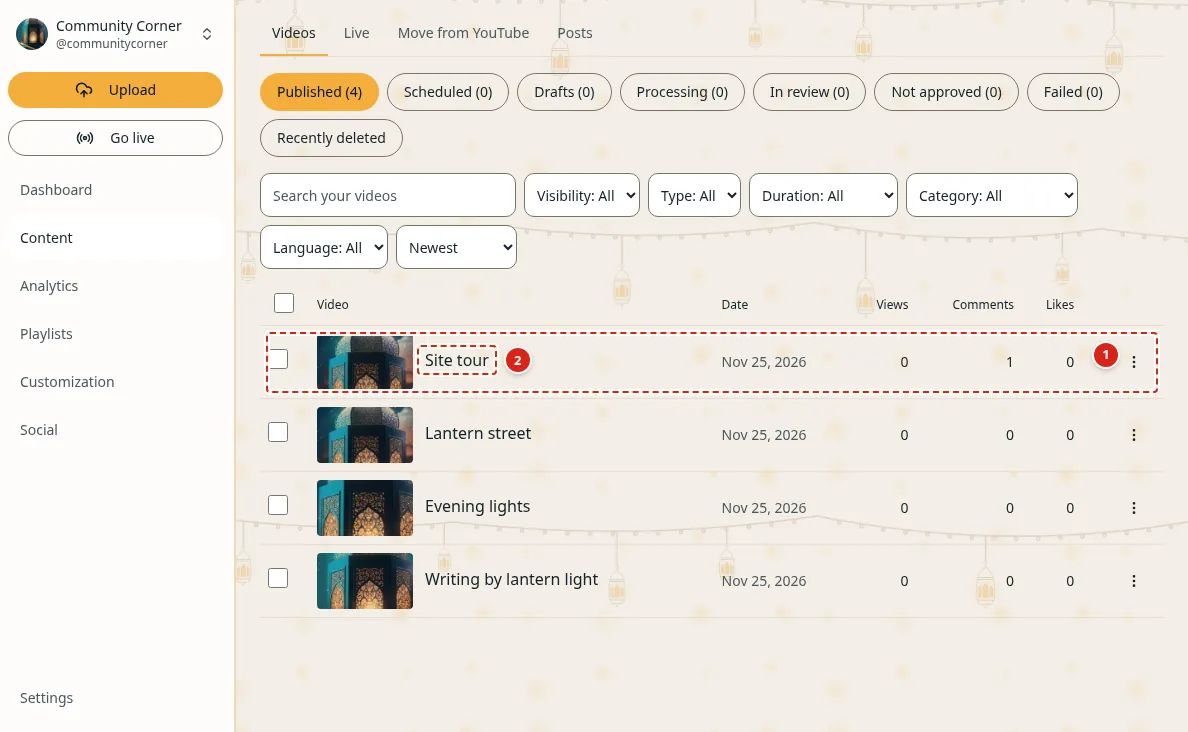 Community Corner
@communitycorner
Upload
Go live
Dashboard
Content
Analytics
Playlists
Customization
Social
Settings
Videos Live Move from YouTube Posts
Published (4) Scheduled (0) Drafts (0) Processing (0) In review (0) Not approved (0) Failed (0)
Recently deleted
Search your videos Visibility: All Type: All Duration: All Category: All
Language: All Newest
Video Date Views Comments Likes
Site tour 2 Nov 25, 2026 0 1 0 1
Lantern street Nov 25, 2026 0 0 0
Evening lights Nov 25, 2026 0 0 0
Writing by lantern light Nov 25, 2026 0 0 0